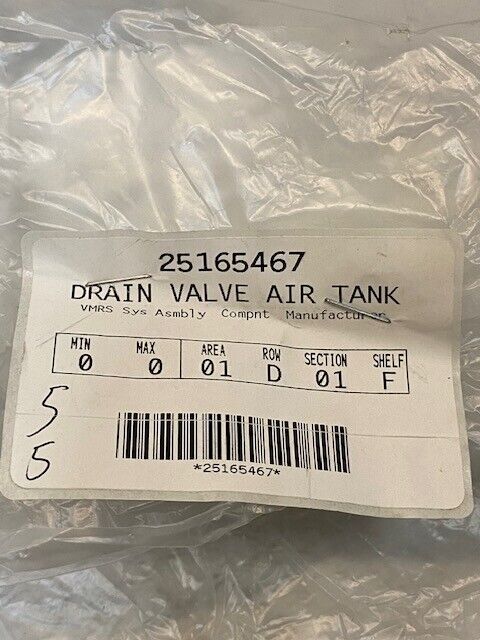 25165467
DRAIN VALVE AIR TANK
VMRS Sys Asmbly Compnt Manufacturer
MIN MAX AREA ROW SECTION SHELF
0 0 01 D 01 F
5
5
*25165467*